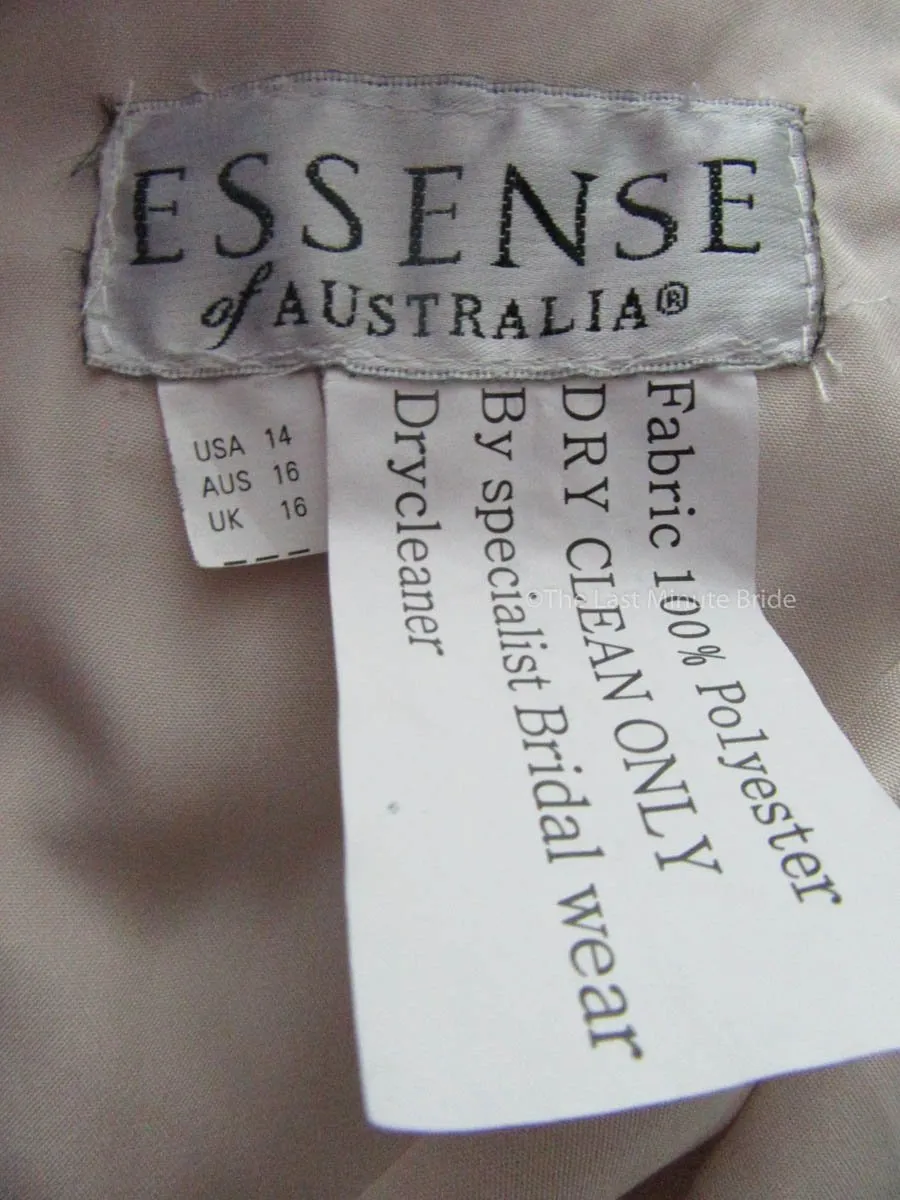 ESSENSE
of AUSTRALIA®
USA 14
AUS 16
UK 16
Fabric 100% Polyester
DRY CLEAN ONLY
By specialist Bridal wear
Drycleaner
©The Last Minute Bride